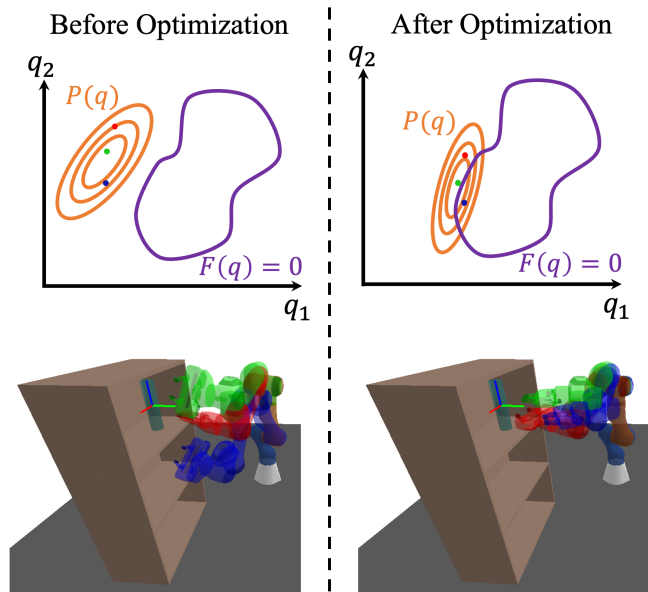 Before Optimization
q₂
P(q)
F(q) = 0
q₁
After Optimization
q₂
P(q)
F(q) = 0
q₁